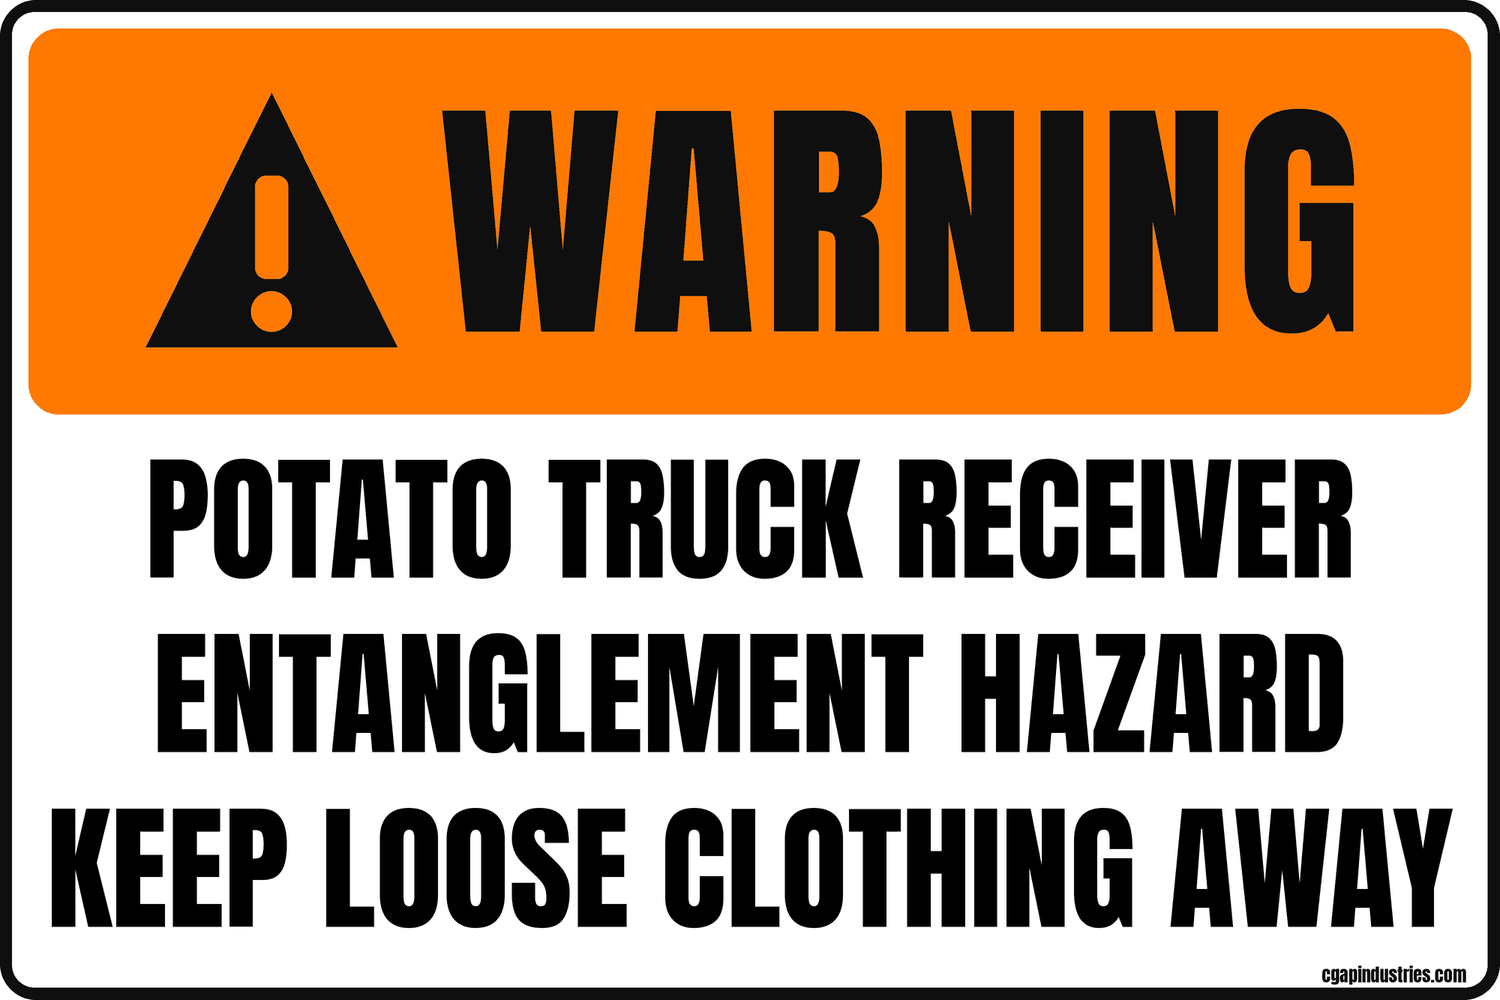 WARNING
POTATO TRUCK RECEIVER
ENTANGLEMENT HAZARD
KEEP LOOSE CLOTHING AWAY
cgapindustries.com